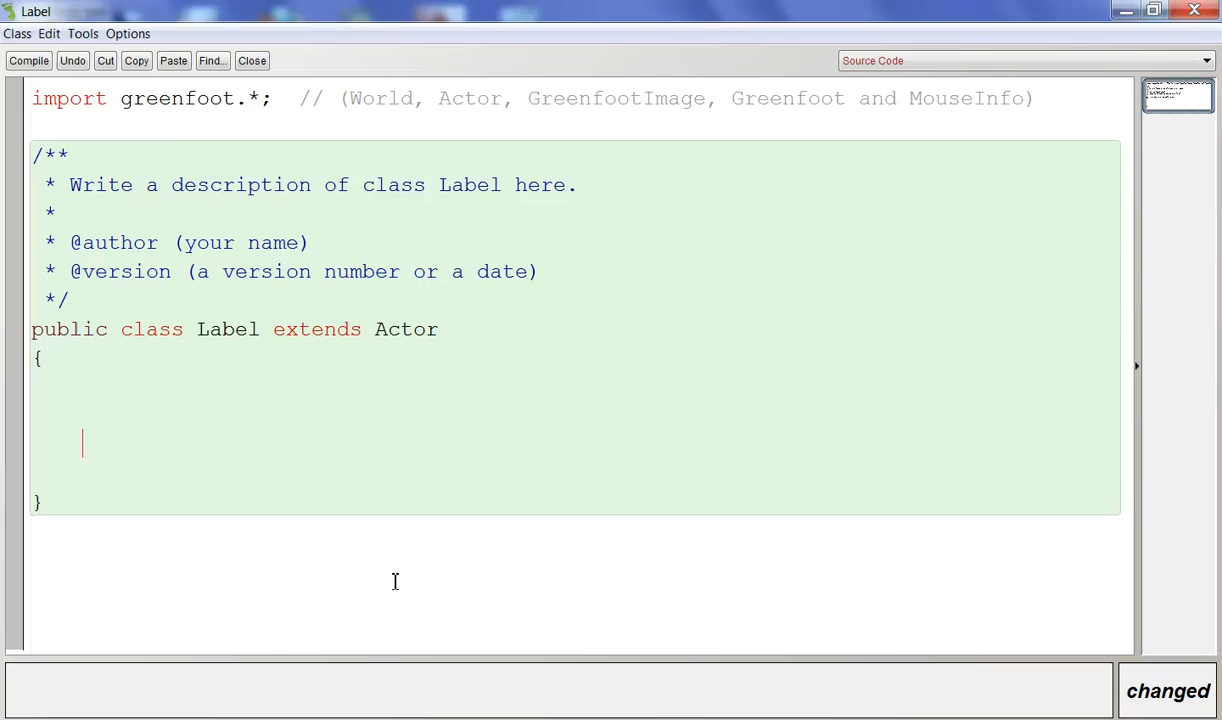 Label
Class Edit Tools Options
Compile Undo Cut Copy Paste Find... Close Source Code
import greenfoot.*;  // (World, Actor, GreenfootImage, Greenfoot and MouseInfo)
/**
 * Write a description of class Label here.
 *
 * @author (your name)
 * @version (a version number or a date)
 */
public class Label extends Actor
{
}
changed